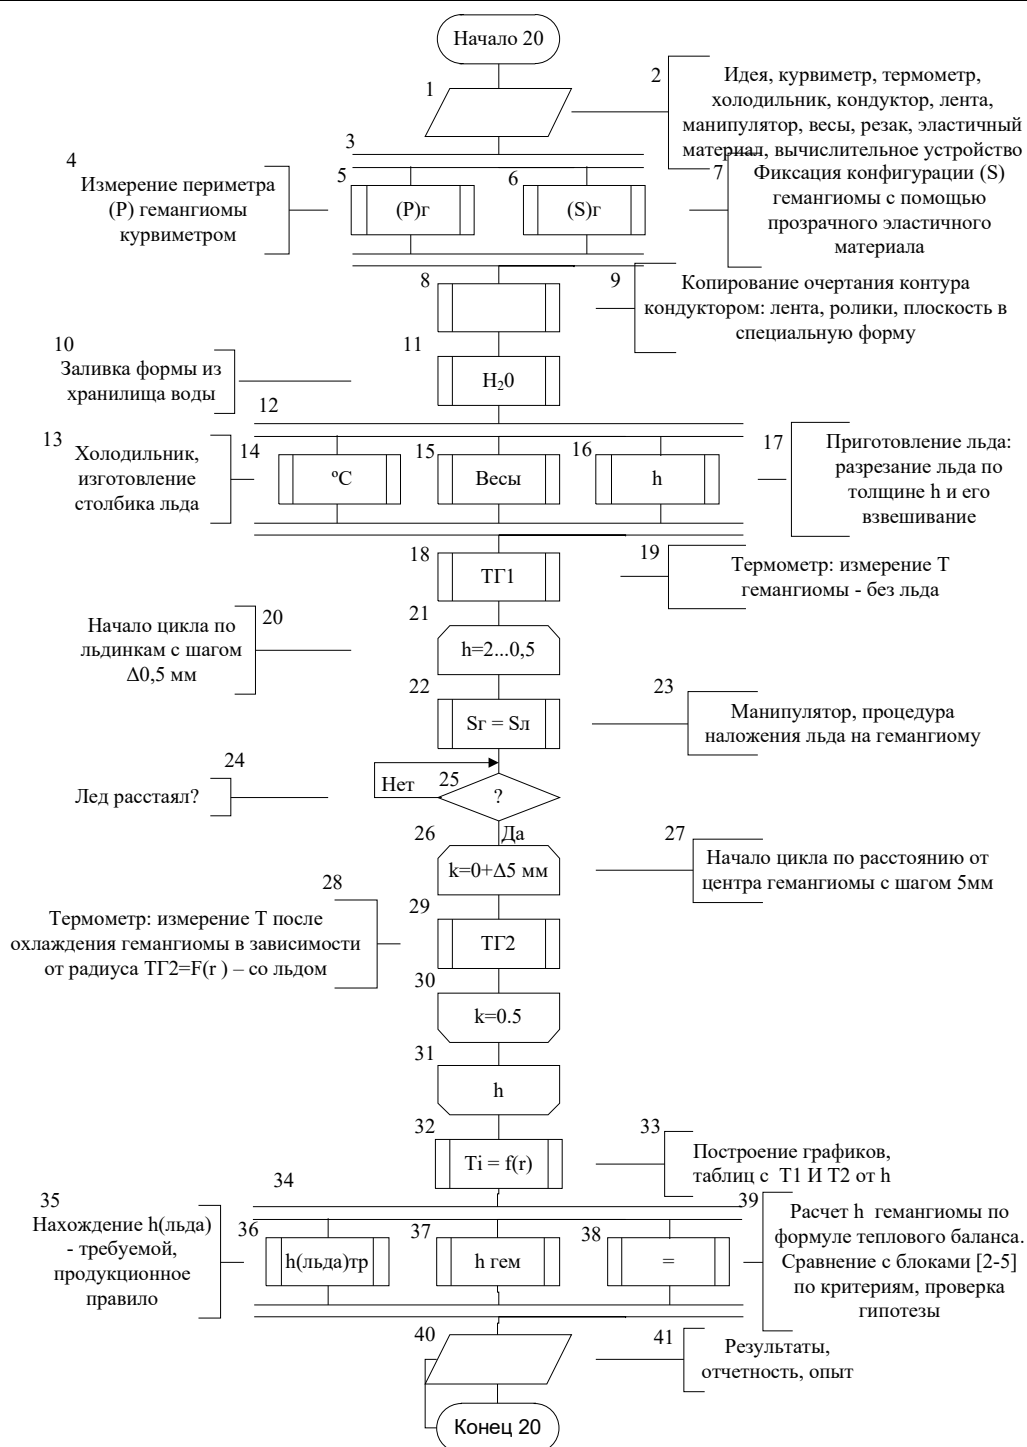 Начало 20
1
2
Идея, курвиметр, термометр,
холодильник, кондуктор, лента,
манипулятор, весы, резак, эластичный
материал, вычислительное устройство
3
4
Измерение периметра
(P) гемангиомы
курвиметром
5
(P)г
6
(S)г
7
Фиксация конфигурации (S)
гемангиомы с помощью
прозрачного эластичного
материала
8
9
Копирование очертания контура
кондуктором: лента, ролики, плоскость в
специальную форму
10
Заливка формы из
хранилища воды
11
H₂0
12
13
Холодильник,
изготовление
столбика льда
14
ºC
15
Весы
16
h
17
Приготовление льда:
разрезание льда по
толщине h и его
взвешивание
18
ТГ1
19
Термометр: измерение Т
гемангиомы - без льда
20
Начало цикла по
льдинкам с шагом
Δ0,5 мм
21
h=2...0,5
22
Sг = Sл
23
Манипулятор, процедура
наложения льда на гемангиому
24
Лед расстаял?
25
Нет
?
Да
26
k=0+Δ5 мм
27
Начало цикла по расстоянию от
центра гемангиомы с шагом 5мм
28
Термометр: измерение Т после
охлаждения гемангиомы в зависимости
от радиуса ТГ2=F(r ) – со льдом
29
ТГ2
30
k=0.5
31
h
32
Ti = f(r)
33
Построение графиков,
таблиц с Т1 И Т2 от h
34
35
Нахождение h(льда)
- требуемой,
продукционное
правило
36
h(льда)тр
37
h гем
38
=
39
Расчет h гемангиомы по
формуле теплового баланса.
Сравнение с блоками [2-5]
по критериям, проверка
гипотезы
40
41
Результаты,
отчетность, опыт
Конец 20